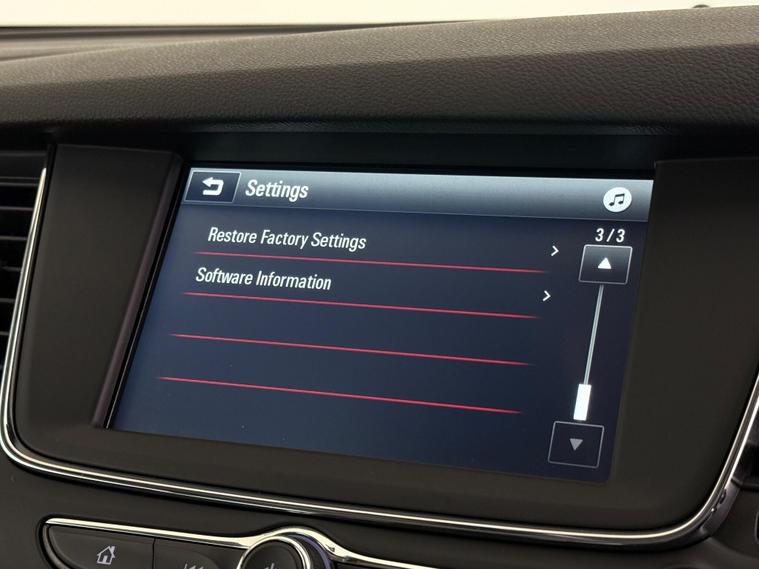 Settings
3/3
Restore Factory Settings
Software Information